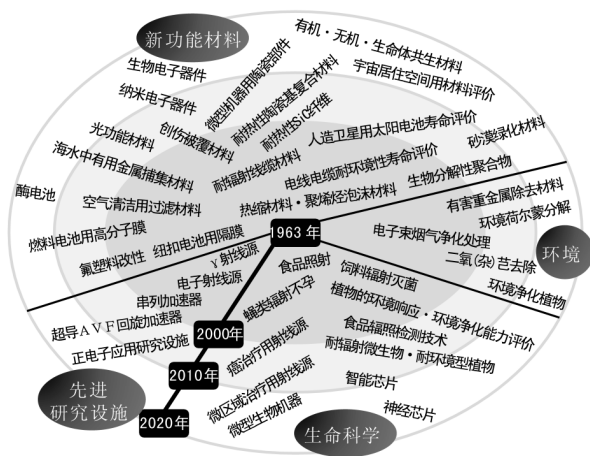 新功能材料
有机・无机・生命体共生材料
宇宙居住空间用材料评价
微型机器用陶瓷部件
生物电子器件
耐热性陶瓷基复合材料
纳米电子器件
耐热性SiC纤维
创伤被覆材料
人造卫星用太阳电池寿命评价
光功能材料
砂漠绿化材料
海水中有用金属捕集材料
耐辐射线缆材料
电线电缆耐环境性寿命评价
生物分解性聚合物
酶电池
空气清洁用过滤材料
热缩材料・聚烯烃泡沫材料
有害重金属除去材料
燃料电池用高分子膜
纽扣电池用隔膜
氟塑料改性
1963年
电子束烟气净化处理
环境荷尔蒙分解
环境
二氧(杂)芑去除
环境净化植物
γ射线源
电子射线源
食品照射
饲料辐射灭菌
串列加速器
蝇类辐射不孕
植物的环境响应・环境净化能力评价
超导AVF回旋加速器
2000年
食品辐照检测技术
正电子应用研究设施
癌治疗用射线源
耐辐射微生物・耐环境型植物
2010年
智能芯片
先进
研究设施
微区域治疗用射线源
神经芯片
2020年
微型生物机器
生命科学